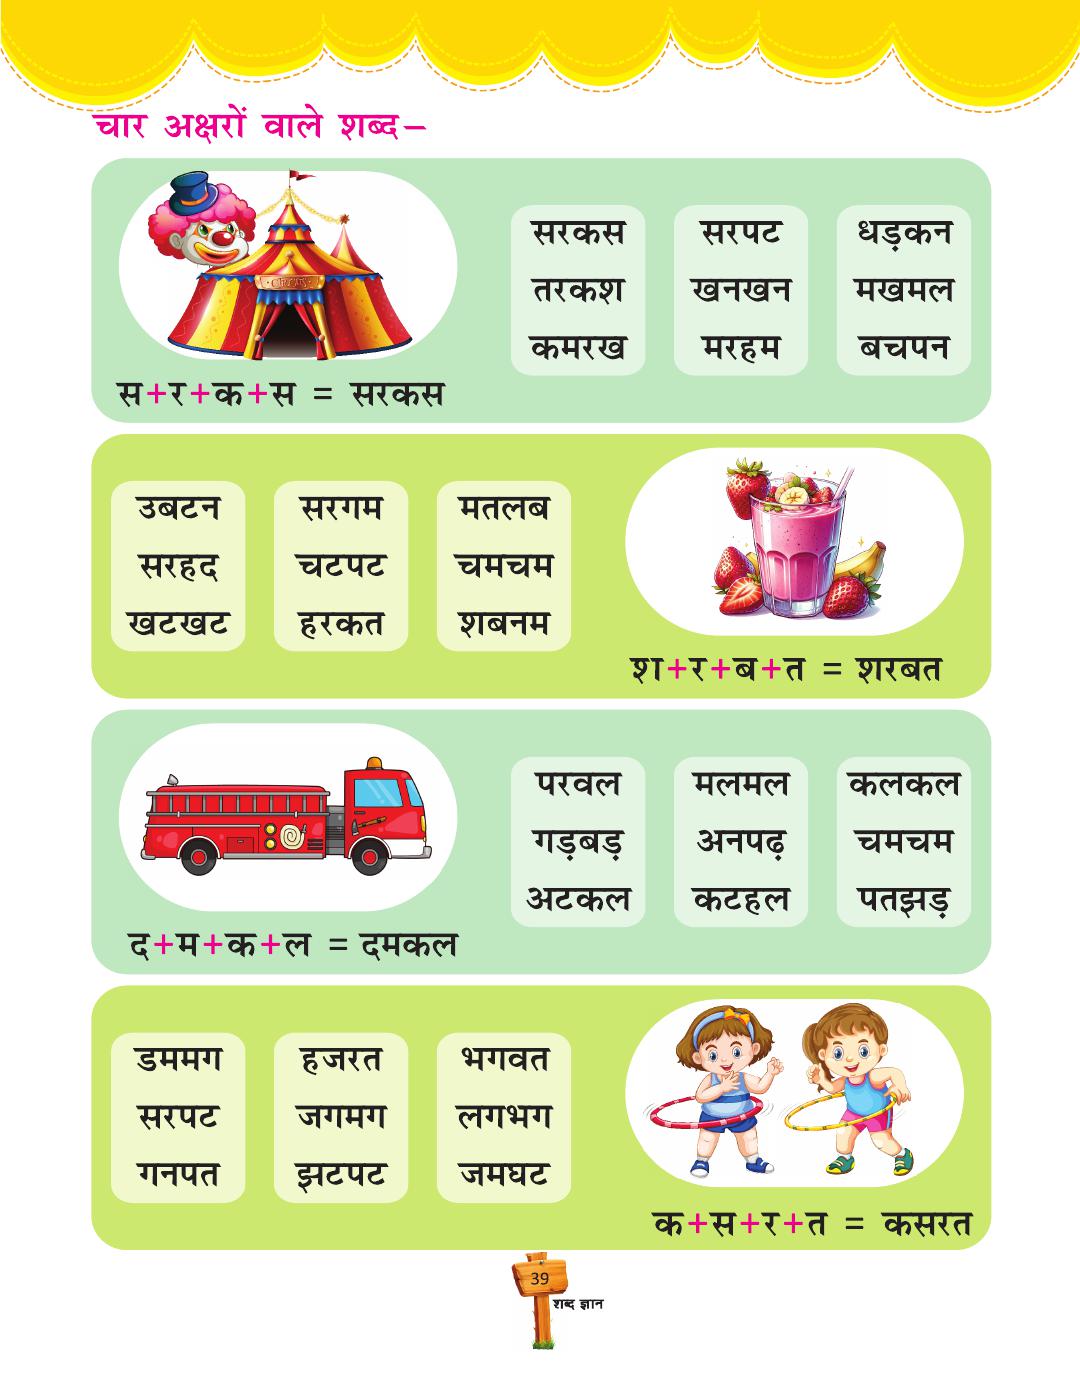 चार अक्षरों वाले शब्द–
CIRCUS
सरकस सरपट धड़कन
तरकश खनखन मखमल
कमरख मरहम बचपन
स+र+क+स = सरकस
उबटन सरगम मतलब
सरहद चटपट चमचम
खटखट हरकत शबनम
श+र+ब+त = शरबत
परवल मलमल कलकल
गड़बड़ अनपढ़ चमचम
अटकल कटहल पतझड़
द+म+क+ल = दमकल
डममग हजरत भगवत
सरपट जगमग लगभग
गनपत झटपट जमघट
क+स+र+त = कसरत
39
शब्द ज्ञान